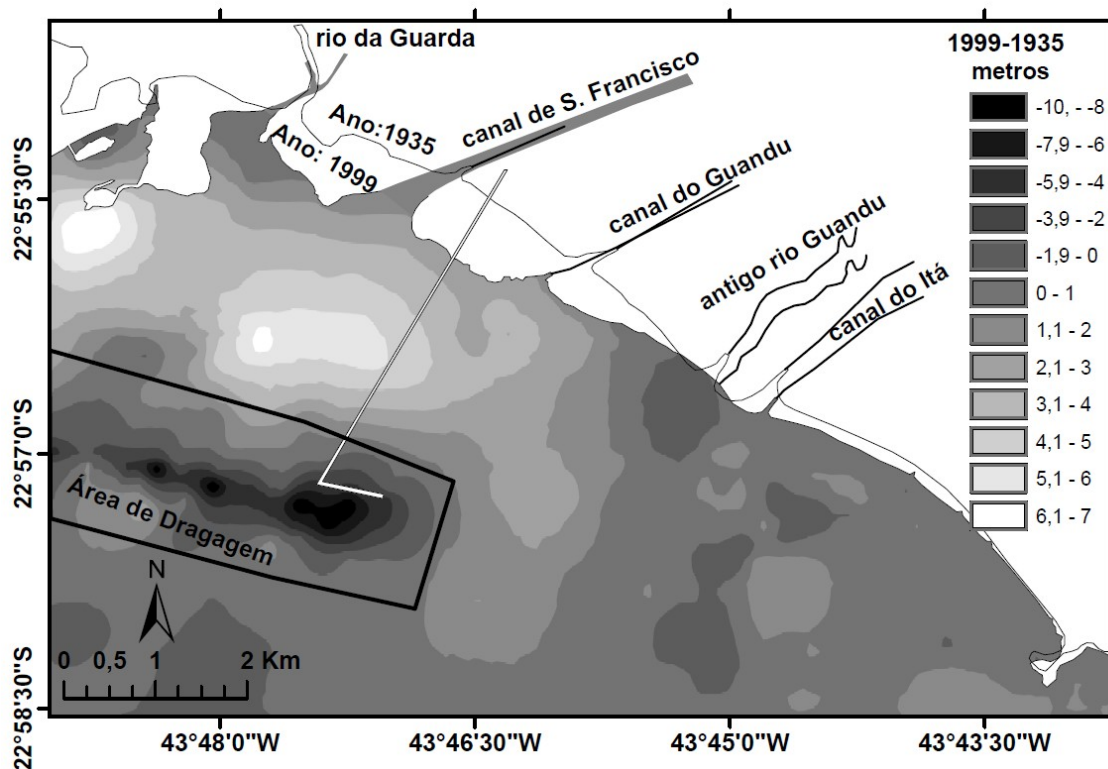 rio da Guarda
canal de S. Francisco
Ano:1935
Ano: 1999
canal do Guandu
antigo rio Guandu
canal do Itá
Área de Dragagem
N
0 0,5 1 2 Km
1999-1935
metros
-10, - -8
-7,9 - -6
-5,9 - -4
-3,9 - -2
-1,9 - 0
0 - 1
1,1 - 2
2,1 - 3
3,1 - 4
4,1 - 5
5,1 - 6
6,1 - 7
22°55'30"S
22°57'0"S
22°58'30"S
43°48'0"W
43°46'30"W
43°45'0"W
43°43'30"W